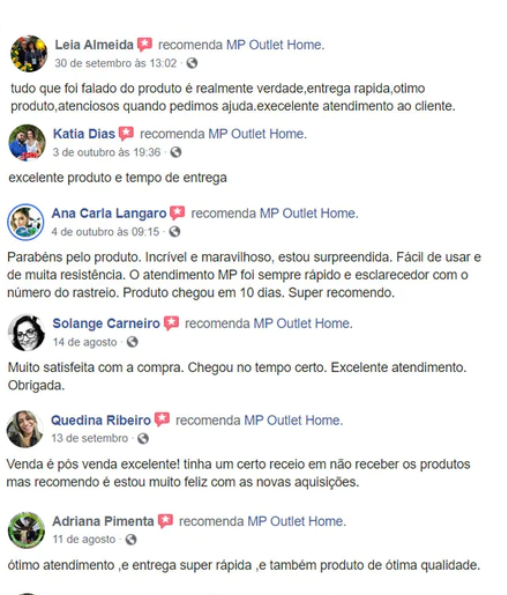 Leia Almeida recomenda MP Outlet Home.
30 de setembro às 13:02 ·
tudo que foi falado do produto é realmente verdade,entrega rapida,otimo
produto,atenciosos quando pedimos ajuda.execelente atendimento ao cliente.
Katia Dias recomenda MP Outlet Home.
3 de outubro às 19:36 ·
excelente produto e tempo de entrega
Ana Carla Langaro recomenda MP Outlet Home.
4 de outubro às 09:15 ·
Parabéns pelo produto. Incrível e maravilhoso, estou surpreendida. Fácil de usar e
de muita resistência. O atendimento MP foi sempre rápido e esclarecedor com o
número do rastreio. Produto chegou em 10 dias. Super recomendo.
Solange Carneiro recomenda MP Outlet Home.
14 de agosto ·
Muito satisfeita com a compra. Chegou no tempo certo. Excelente atendimento.
Obrigada.
Quedina Ribeiro recomenda MP Outlet Home.
13 de setembro ·
Venda é pós venda excelente! tinha um certo receio em não receber os produtos
mas recomendo é estou muito feliz com as novas aquisições.
Adriana Pimenta recomenda MP Outlet Home.
11 de agosto ·
ótimo atendimento ,e entrega super rápida ,e também produto de ótima qualidade.